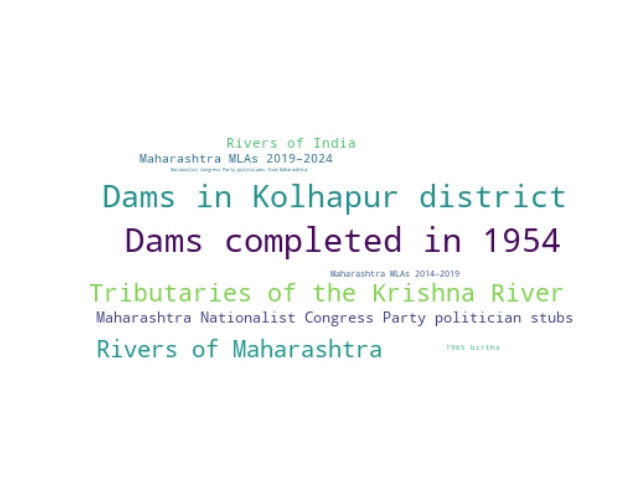 Rivers of India
Maharashtra MLAs 2019–2024
Nationalist Congress Party politicians from Maharashtra
Dams in Kolhapur district
Dams completed in 1954
Maharashtra MLAs 2014–2019
Tributaries of the Krishna River
Maharashtra Nationalist Congress Party politician stubs
Rivers of Maharashtra
1965 births